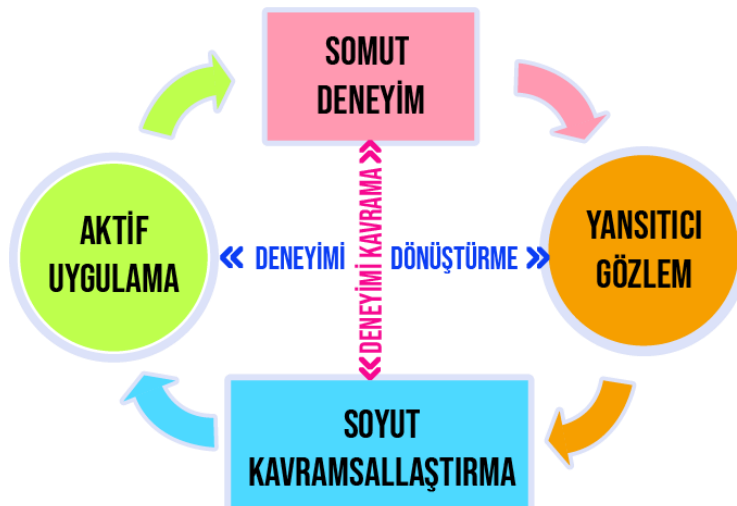 SOMUT
DENEYİM
AKTİF
UYGULAMA
« DENEYİMİ DÖNÜŞTÜRME »
« DENEYİMİ KAVRAMA »
YANSITICI
GÖZLEM
SOYUT
KAVRAMSALLAŞTIRMA